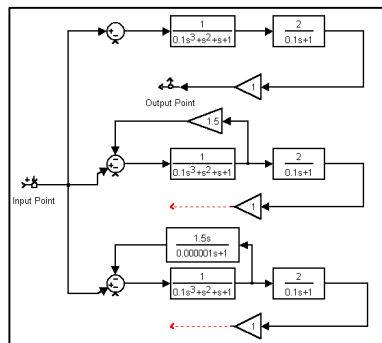 1
0.1s³+s²+s+1
2
0.1s+1
1
Output Point
1.5
1
0.1s³+s²+s+1
2
0.1s+1
Input Point
1
1.5s
0.000001s+1
1
0.1s³+s²+s+1
2
0.1s+1
1